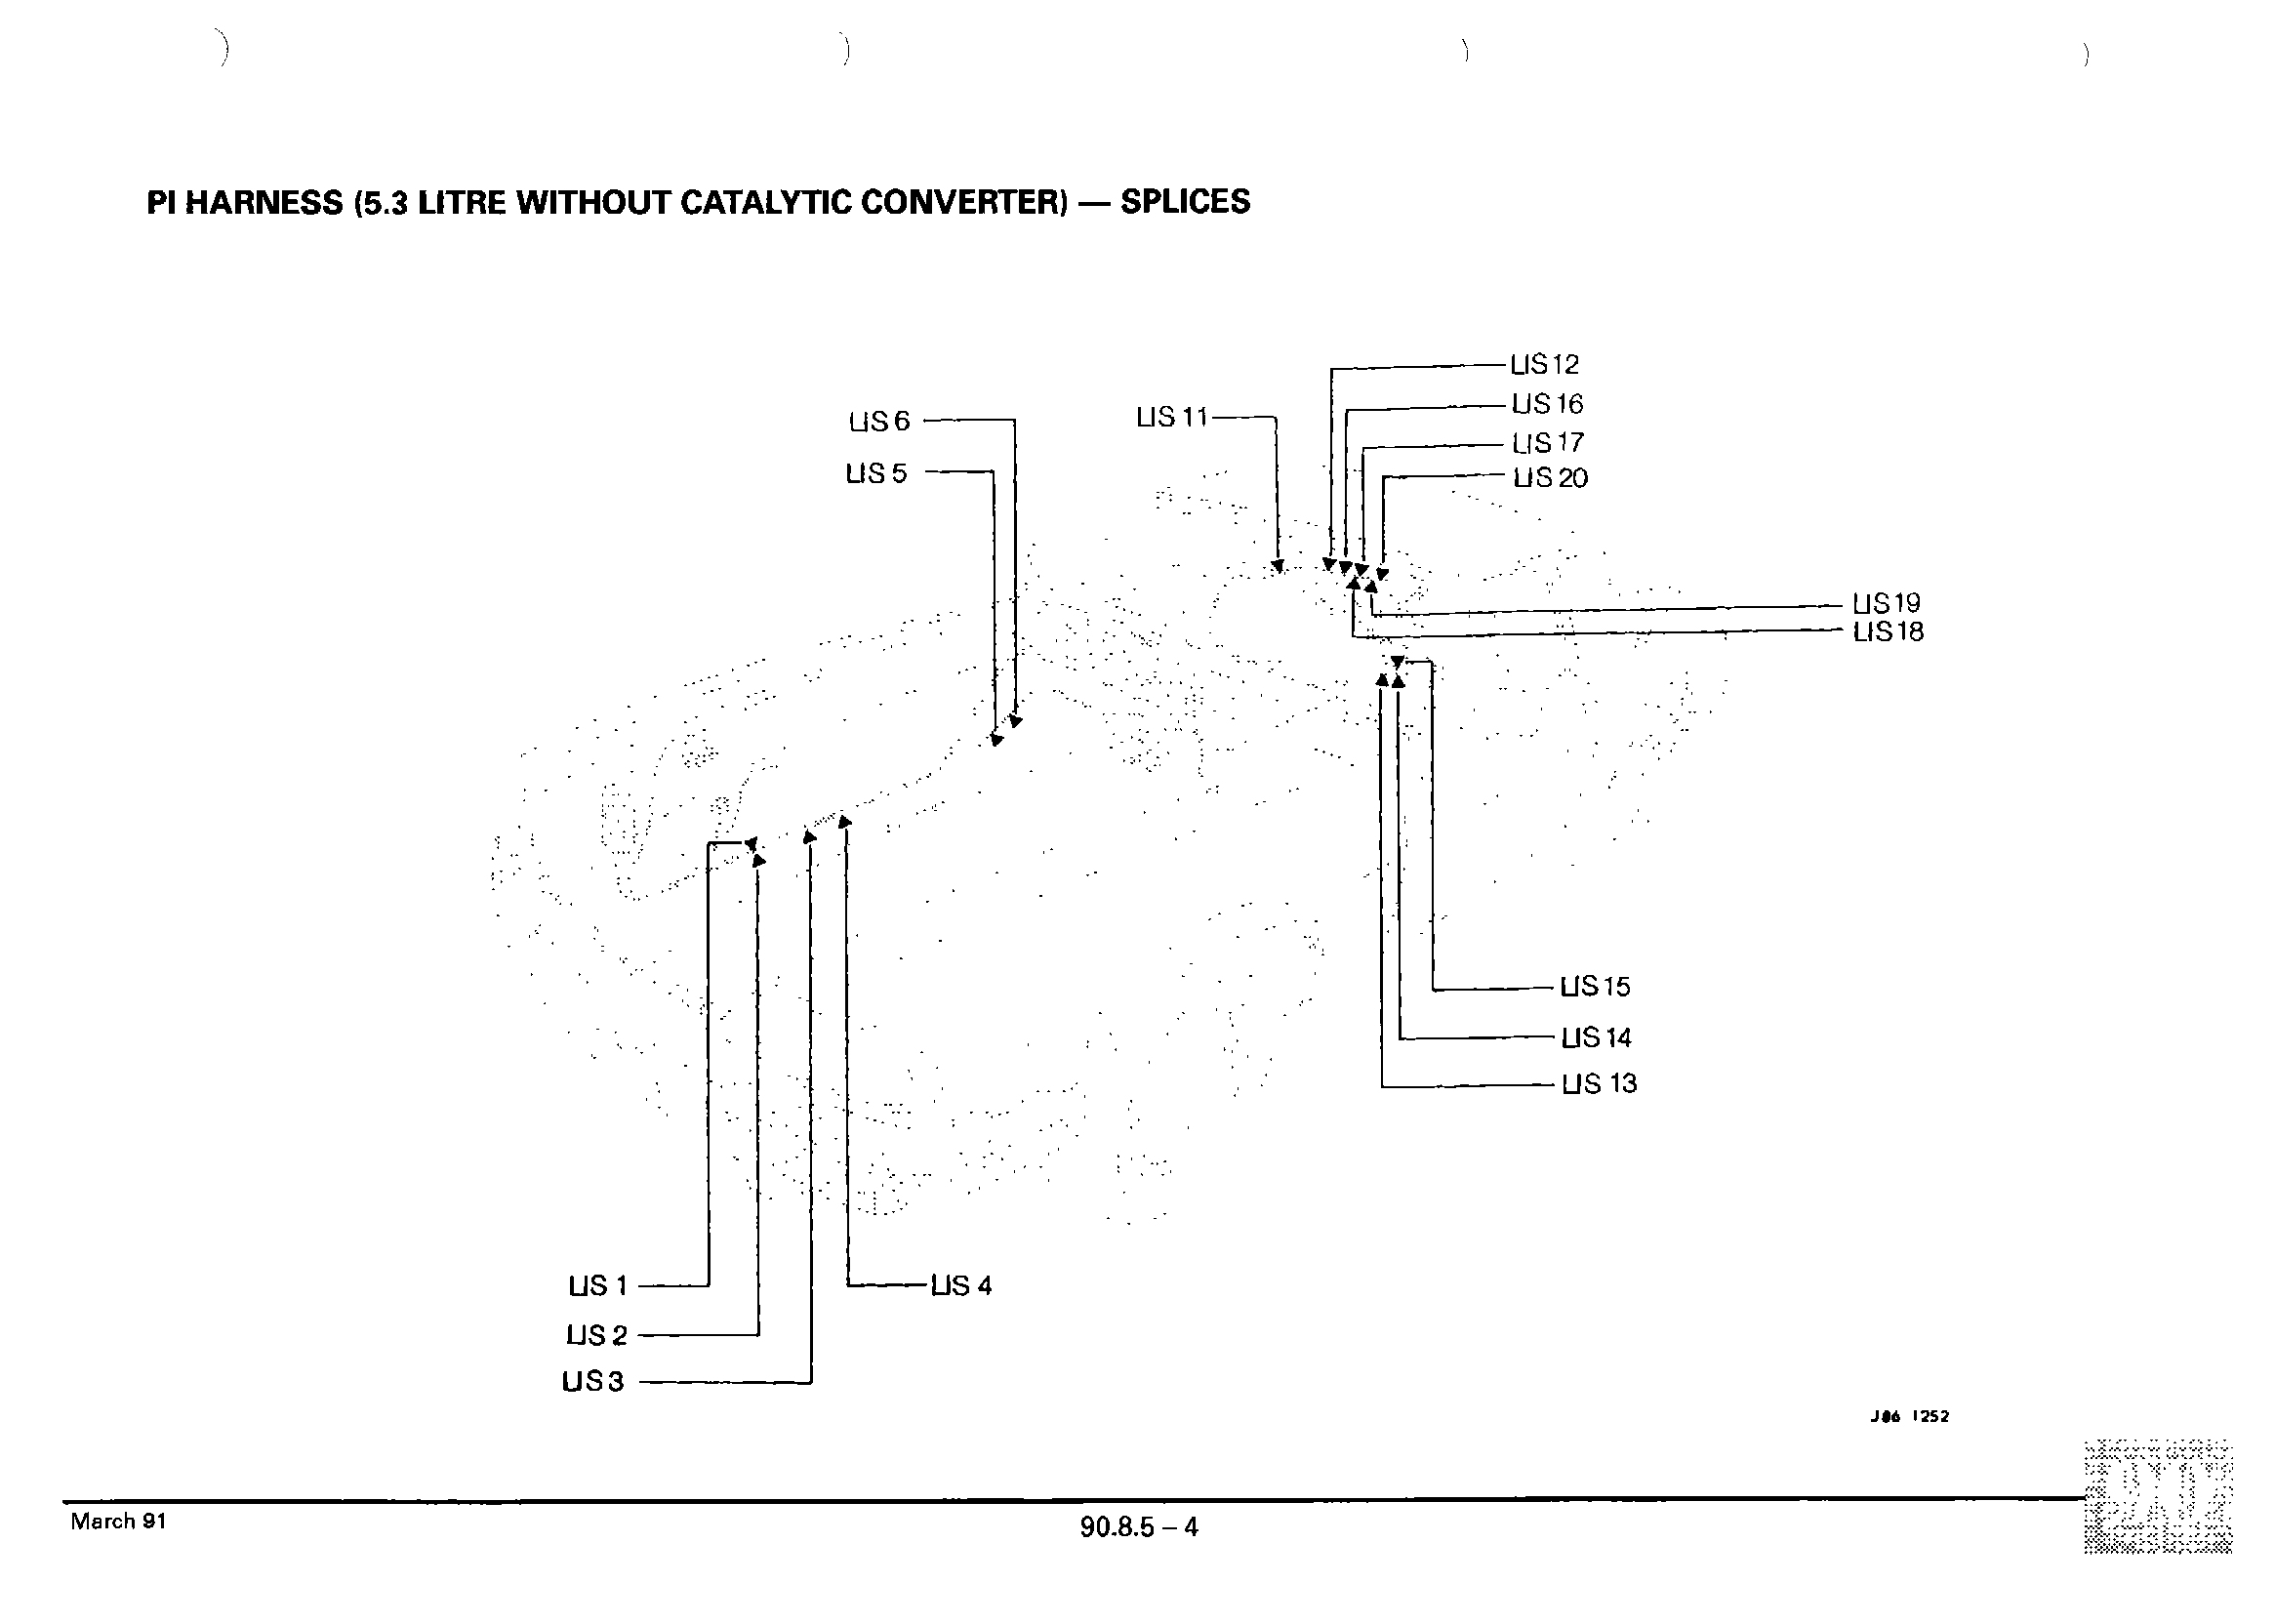 PI HARNESS (5.3 LITRE WITHOUT CATALYTIC CONVERTER) — SPLICES
LIS 12
LIS 6
LIS 11
LIS 16
LIS 17
LIS 5
LIS 20
LIS 19
LIS 18
LIS 15
LIS 14
LIS 13
LIS 1
LIS 4
LIS 2
LIS 3
J86 1252
March 91
90.8.5 – 4